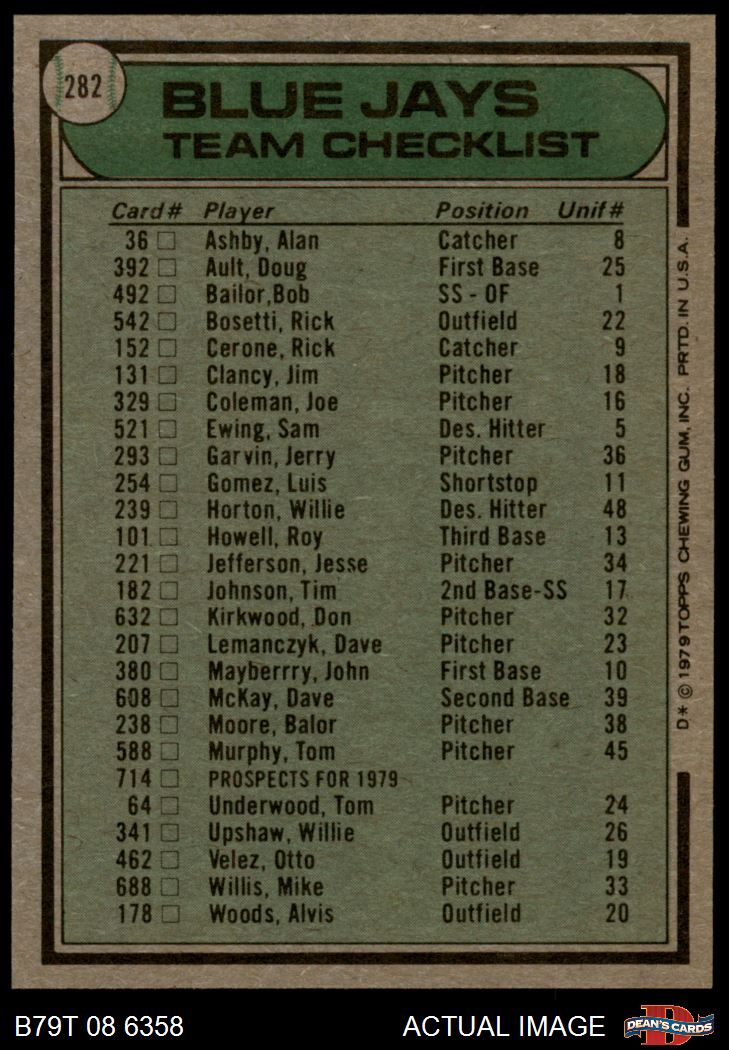 282
BLUE JAYS
TEAM CHECKLIST
Card# Player Position Unif#
36 Ashby, Alan Catcher 8
392 Ault, Doug First Base 25
492 Bailor,Bob SS - OF 1
542 Bosetti, Rick Outfield 22
152 Cerone, Rick Catcher 9
131 Clancy, Jim Pitcher 18
329 Coleman, Joe Pitcher 16
521 Ewing, Sam Des. Hitter 5
293 Garvin, Jerry Pitcher 36
254 Gomez, Luis Shortstop 11
239 Horton, Willie Des. Hitter 48
101 Howell, Roy Third Base 13
221 Jefferson, Jesse Pitcher 34
182 Johnson, Tim 2nd Base-SS 17
632 Kirkwood, Don Pitcher 32
207 Lemanczyk, Dave Pitcher 23
380 Mayberrry, John First Base 10
608 McKay, Dave Second Base 39
238 Moore, Balor Pitcher 38
588 Murphy, Tom Pitcher 45
714 PROSPECTS FOR 1979
64 Underwood, Tom Pitcher 24
341 Upshaw, Willie Outfield 26
462 Velez, Otto Outfield 19
688 Willis, Mike Pitcher 33
178 Woods, Alvis Outfield 20
D* © 1979 TOPPS CHEWING GUM, INC. PRTD. IN U.S.A.
B79T 08 6358 ACTUAL IMAGE
DEAN'S CARDS